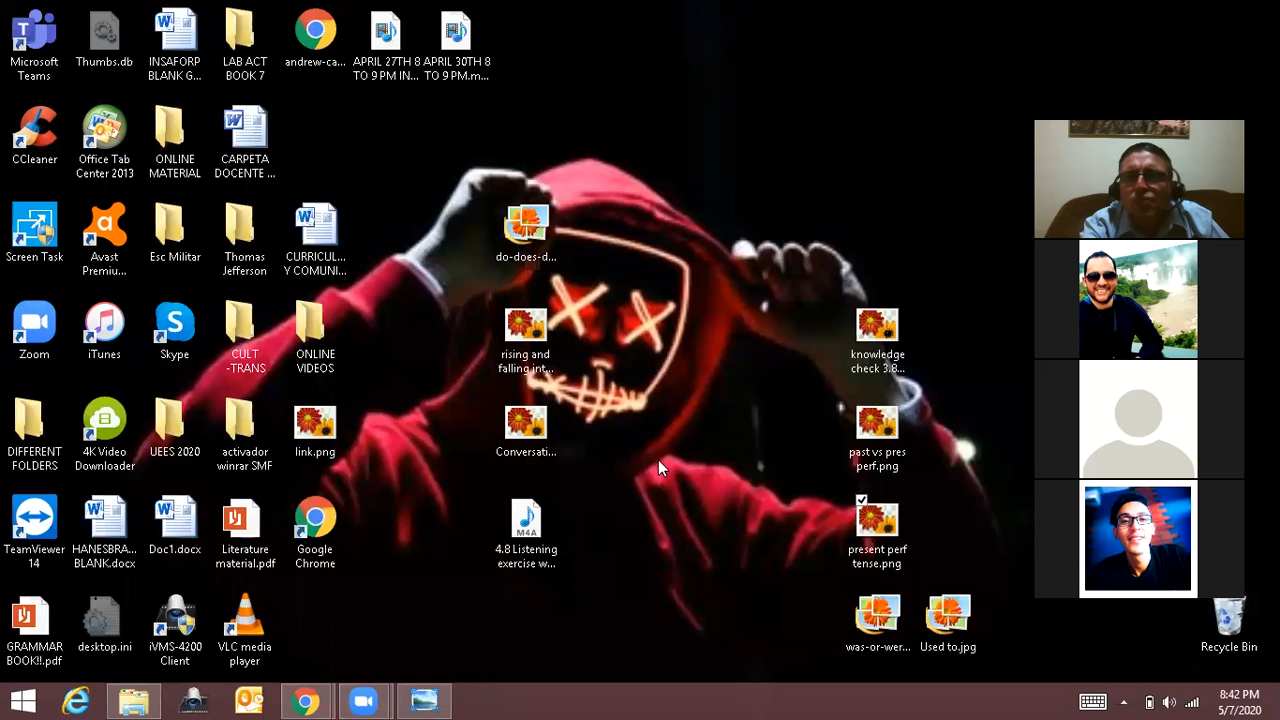 Microsoft
Teams
Thumbs.db
INSAFORP
BLANK G...
LAB ACT
BOOK 7
andrew-ca...
APRIL 27TH 8
TO 9 PM IN...
APRIL 30TH 8
TO 9 PM.m...
CCleaner
Office Tab
Center 2013
ONLINE
MATERIAL
CARPETA
DOCENTE ...
Screen Task
Avast
Premiu...
Esc Militar
Thomas
Jefferson
CURRICUL...
Y COMUNI...
do-does-d...
Zoom
iTunes
Skype
CULT
-TRANS
ONLINE
VIDEOS
rising and
falling int...
knowledge
check 3.8...
DIFFERENT
FOLDERS
4K Video
Downloader
UEES 2020
activador
winrar SMF
link.png
Conversati...
past vs pres
perf.png
TeamViewer
14
HANESBRA...
BLANK.docx
Doc1.docx
Literature
material.pdf
Google
Chrome
M4A
4.8 Listening
exercise w...
present perf
tense.png
GRAMMAR
BOOK!!.pdf
desktop.ini
iVMS-4200
Client
VLC media
player
was-or-wer...
Used to.jpg
Recycle Bin
8:42 PM
5/7/2020